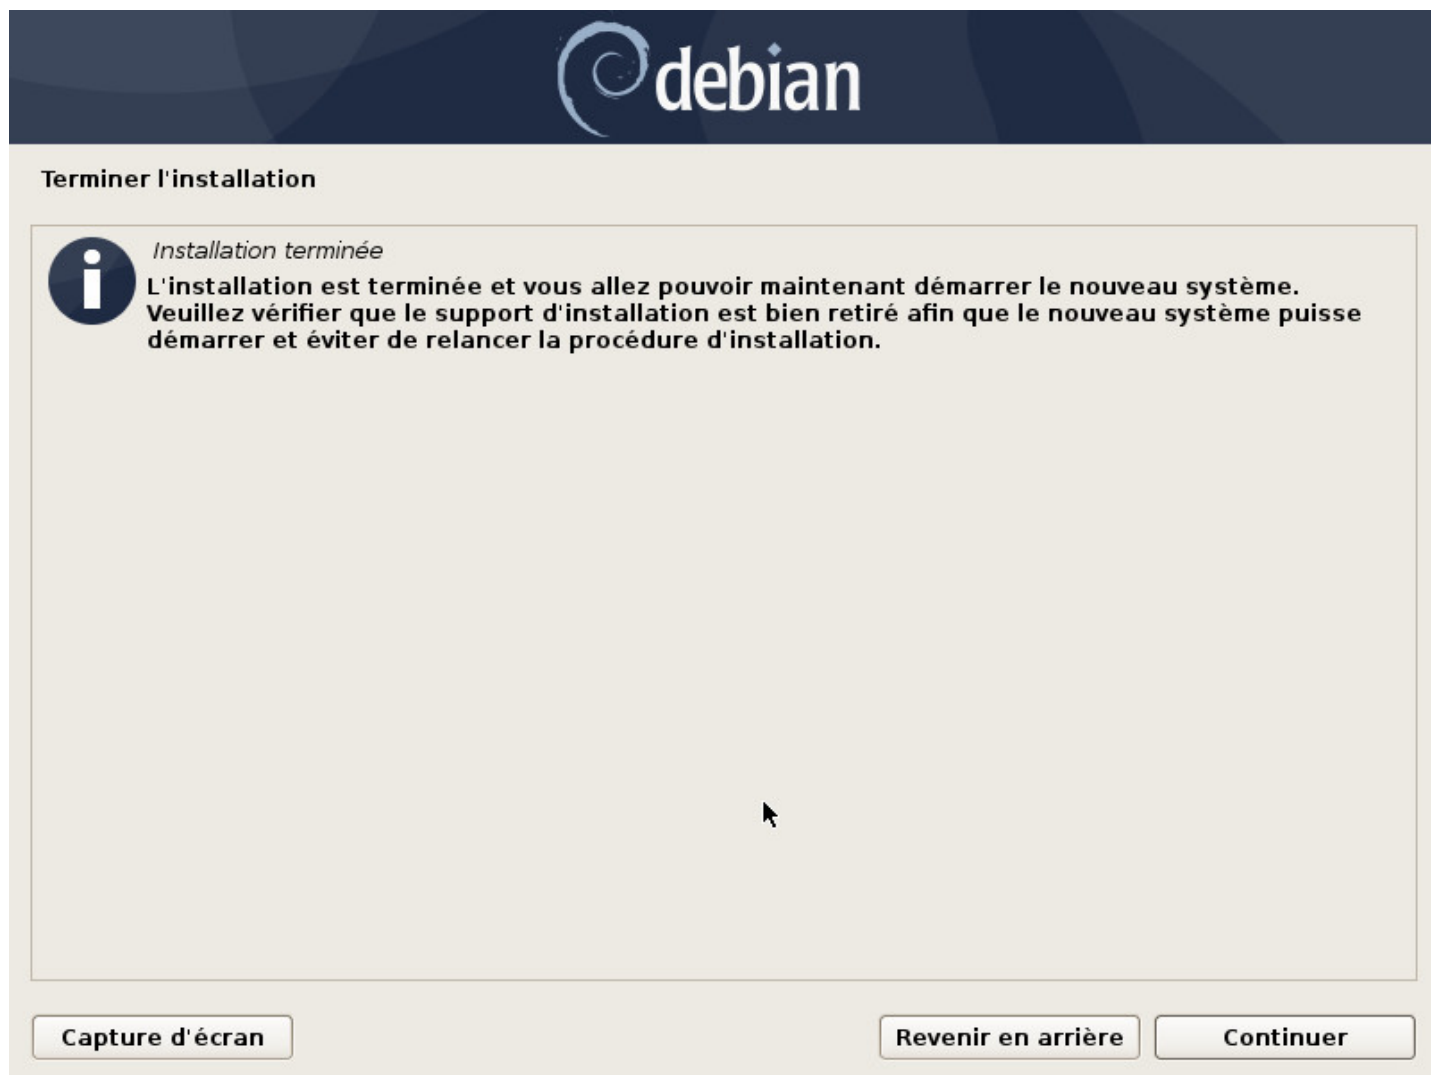 debian
Terminer l'installation
Installation terminée
L'installation est terminée et vous allez pouvoir maintenant démarrer le nouveau système.
Veuillez vérifier que le support d'installation est bien retiré afin que le nouveau système puisse
démarrer et éviter de relancer la procédure d'installation.
Capture d'écran
Revenir en arrière
Continuer